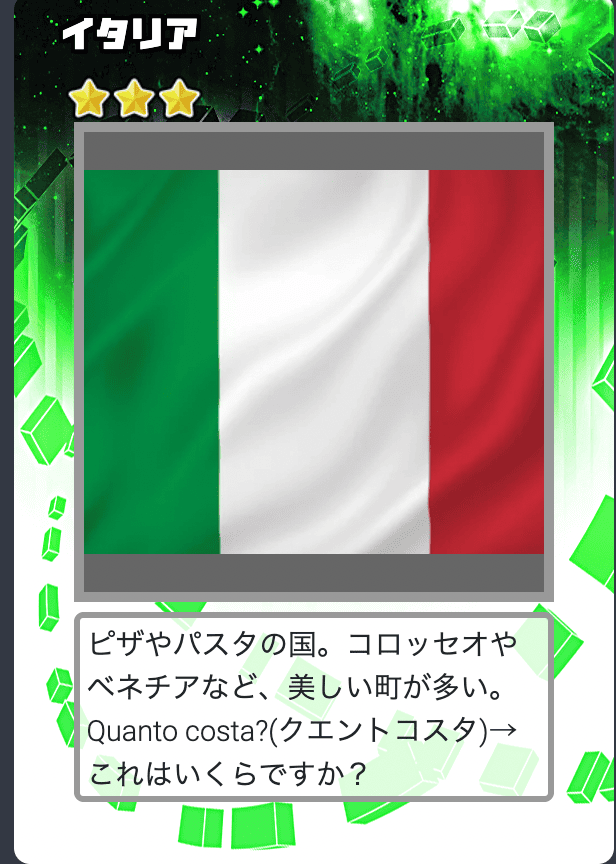 イタリア
ピザやパスタの国。コロッセオや
ベネチアなど、美しい町が多い。
Quanto costa?(クエントコスタ)→
これはいくらですか？